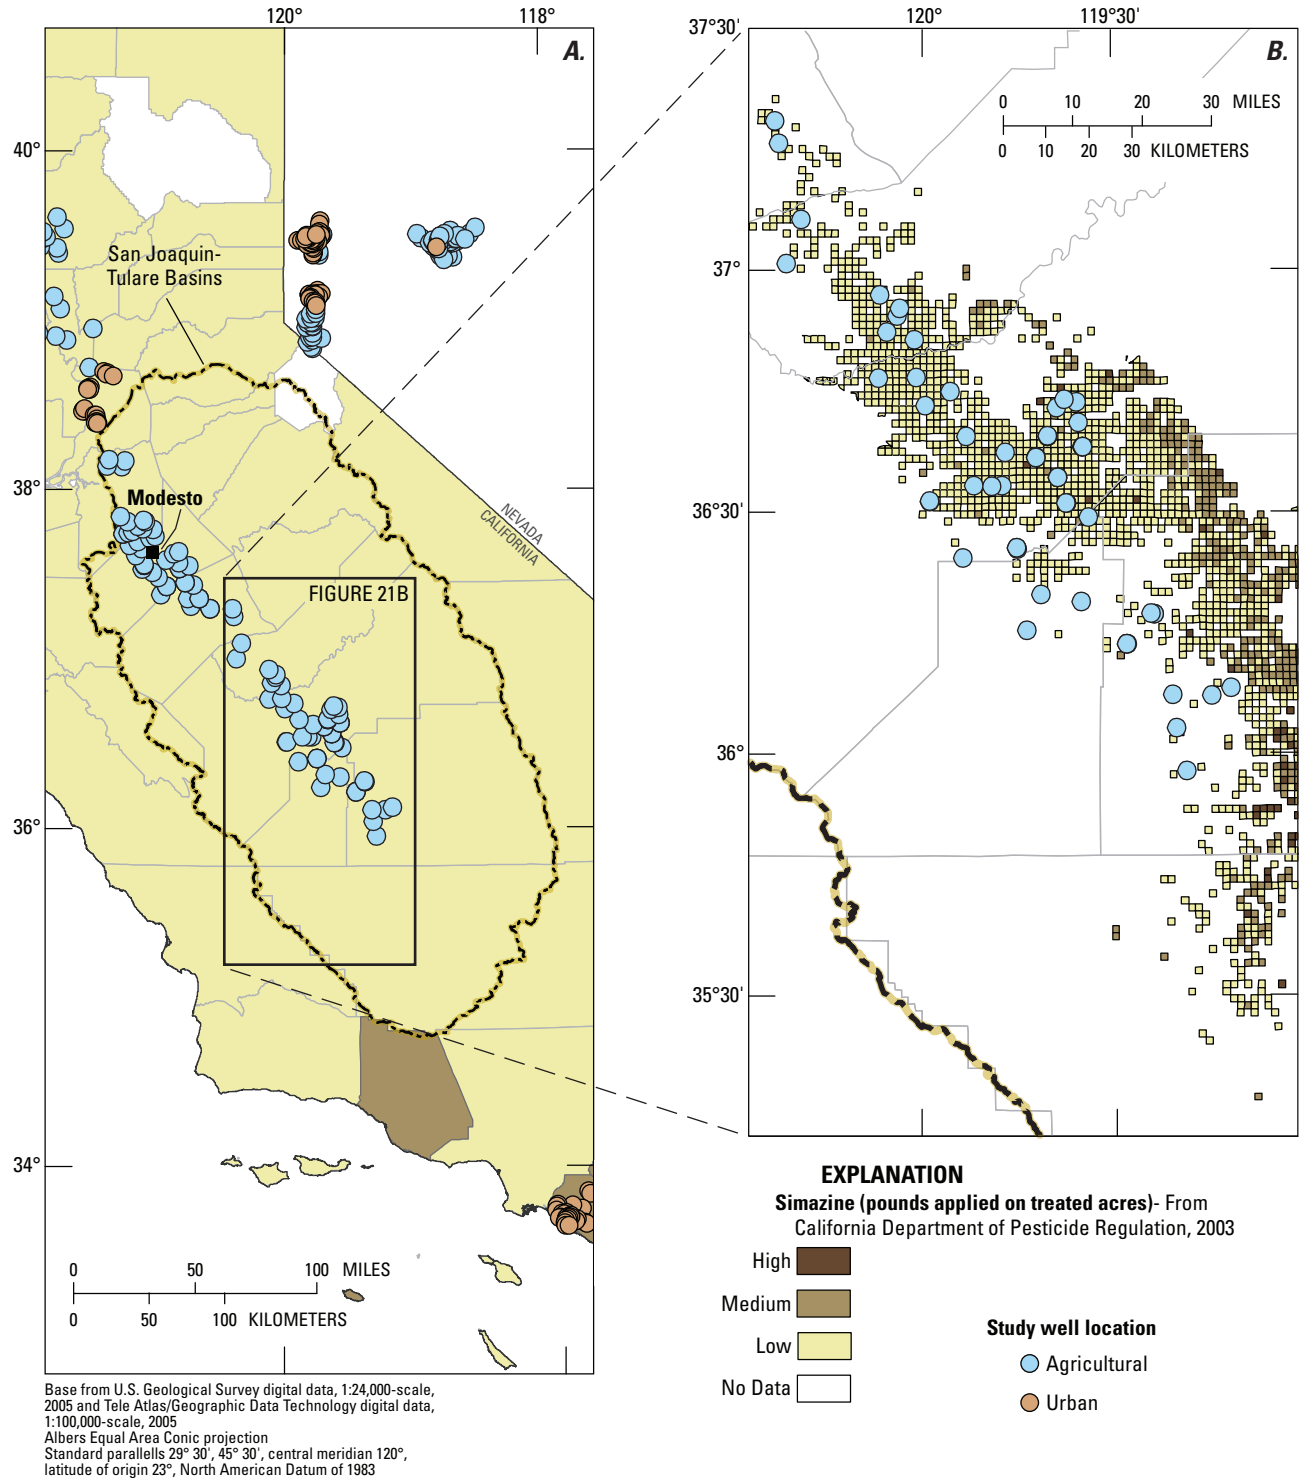 120°
118°
A.
40°
38°
36°
34°
San Joaquin-
Tulare Basins
Modesto
NEVADA
CALIFORNIA
FIGURE 21B
0 50 100 MILES
0 50 100 KILOMETERS
Base from U.S. Geological Survey digital data, 1:24,000-scale,
2005 and Tele Atlas/Geographic Data Technology digital data,
1:100,000-scale, 2005
Albers Equal Area Conic projection
Standard parallells 29° 30', 45° 30', central meridian 120°,
latitude of origin 23°, North American Datum of 1983
120°
119°30'
B.
37°30'
37°
36°30'
36°
35°30'
0 10 20 30 MILES
0 10 20 30 KILOMETERS
EXPLANATION
Simazine (pounds applied on treated acres)- From
California Department of Pesticide Regulation, 2003
High
Medium
Low
No Data
Study well location
Agricultural
Urban